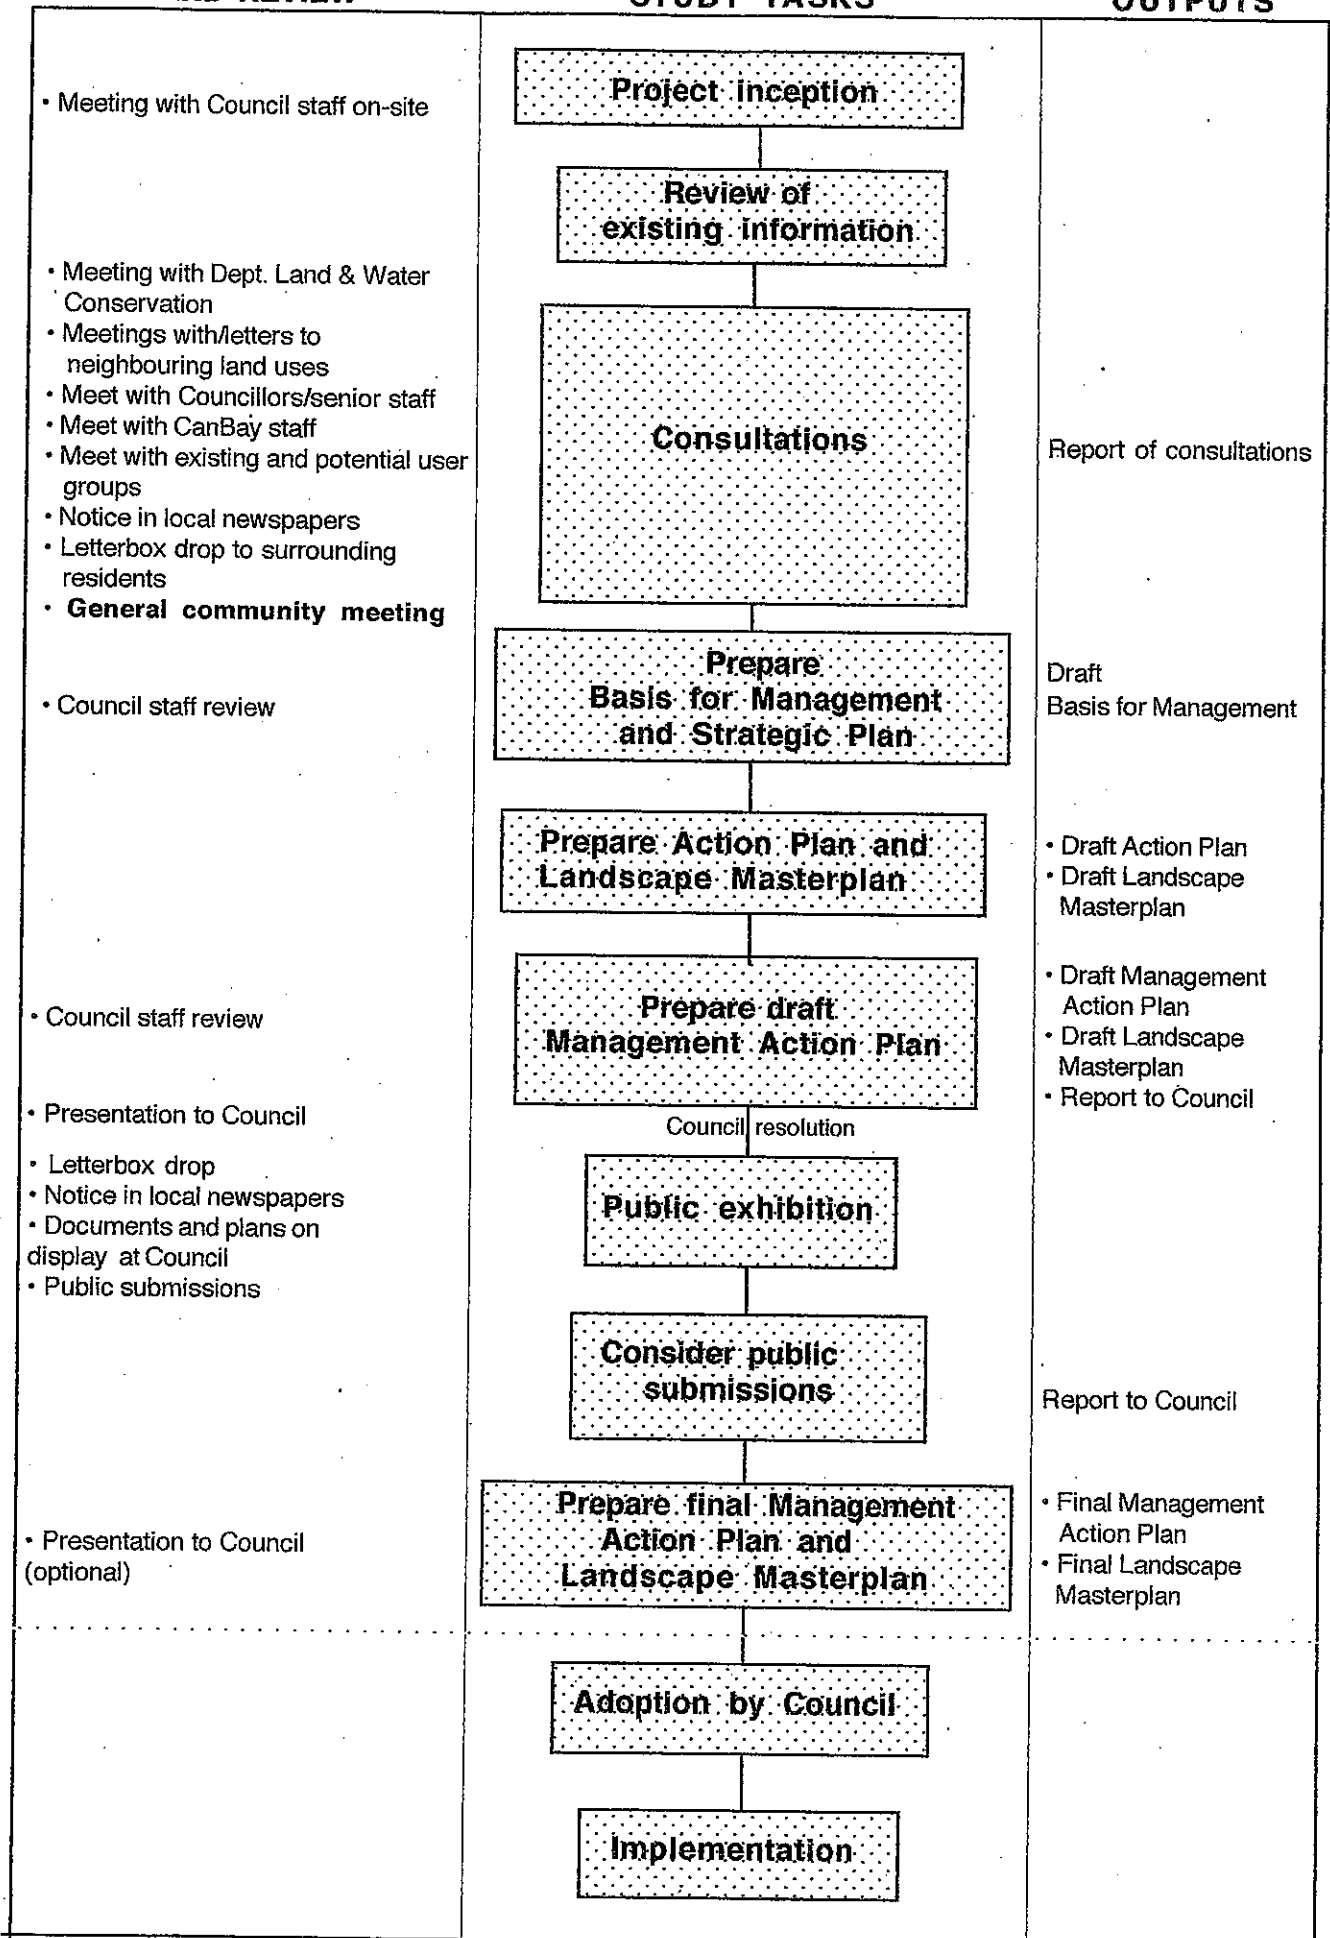 REVIEW
STUDY TASKS
OUTPUTS
• Meeting with Council staff on-site
Project inception
Review of
existing information
• Meeting with Dept. Land & Water
Conservation
• Meetings with/letters to
neighbouring land uses
• Meet with Councillors/senior staff
• Meet with CanBay staff
• Meet with existing and potential user
groups
• Notice in local newspapers
• Letterbox drop to surrounding
residents
• General community meeting
Consultations
Report of consultations
• Council staff review
Prepare
Basis for Management
and Strategic Plan
Draft
Basis for Management
Prepare Action Plan and
Landscape Masterplan
• Draft Action Plan
• Draft Landscape
Masterplan
• Council staff review
Prepare draft
Management Action Plan
• Draft Management
Action Plan
• Draft Landscape
Masterplan
• Report to Council
• Presentation to Council
Council resolution
• Letterbox drop
• Notice in local newspapers
• Documents and plans on
display at Council
• Public submissions
Public exhibition
Consider public
submissions
Report to Council
• Presentation to Council
(optional)
Prepare final Management
Action Plan and
Landscape Masterplan
• Final Management
Action Plan
• Final Landscape
Masterplan
Adoption by Council
Implementation